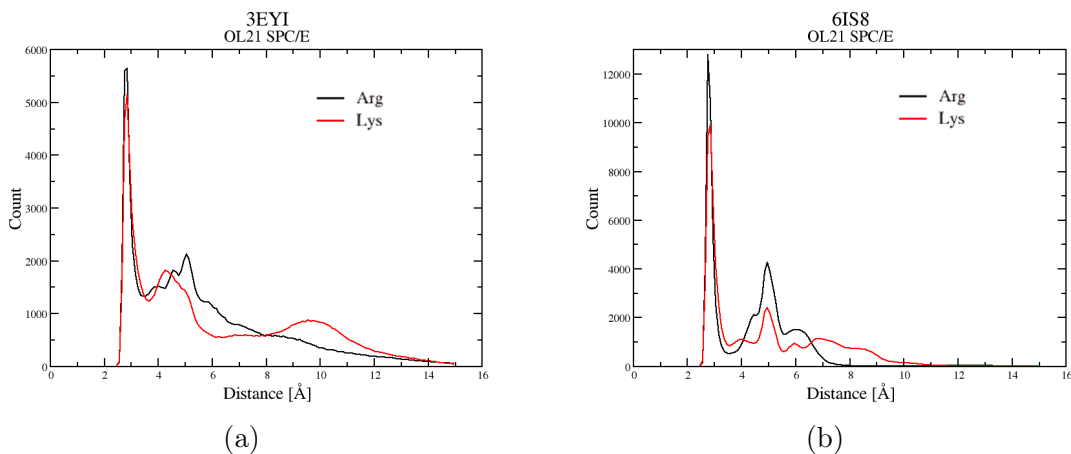 3EYI
OL21 SPC/E
6000
5000
4000
3000
2000
1000
0
Count
Arg
Lys
0 2 4 6 8 10 12 14 16
Distance [Å]
(a)
6IS8
OL21 SPC/E
12000
10000
8000
6000
4000
2000
0
Count
Arg
Lys
0 2 4 6 8 10 12 14 16
Distance [Å]
(b)